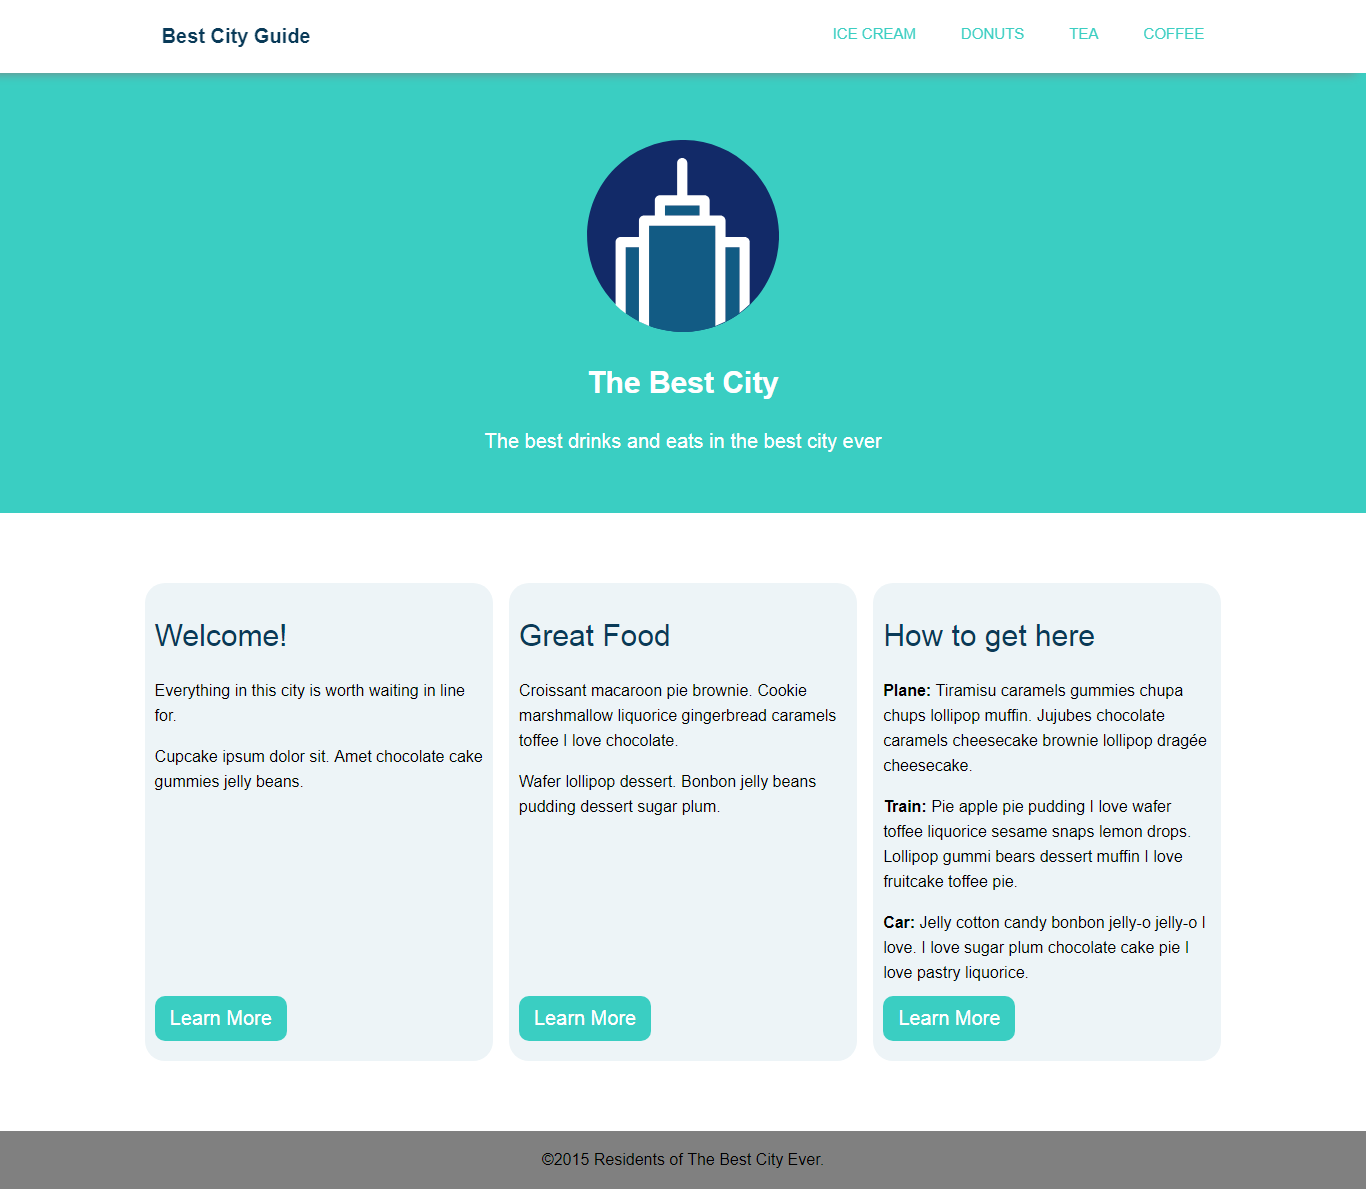 Best City Guide
ICE CREAM DONUTS TEA COFFEE
The Best City
The best drinks and eats in the best city ever
Welcome!
Everything in this city is worth waiting in line
for.
Cupcake ipsum dolor sit. Amet chocolate cake
gummies jelly beans.
Learn More
Great Food
Croissant macaroon pie brownie. Cookie
marshmallow liquorice gingerbread caramels
toffee I love chocolate.
Wafer lollipop dessert. Bonbon jelly beans
pudding dessert sugar plum.
Learn More
How to get here
Plane: Tiramisu caramels gummies chupa
chups lollipop muffin. Jujubes chocolate
caramels cheesecake brownie lollipop dragée
cheesecake.
Train: Pie apple pie pudding I love wafer
toffee liquorice sesame snaps lemon drops.
Lollipop gummi bears dessert muffin I love
fruitcake toffee pie.
Car: Jelly cotton candy bonbon jelly-o jelly-o I
love. I love sugar plum chocolate cake pie I
love pastry liquorice.
Learn More
©2015 Residents of The Best City Ever.